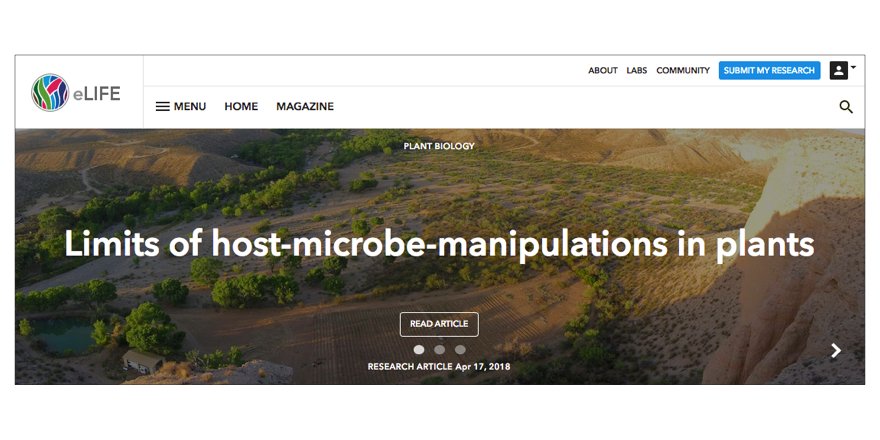 ABOUT LABS COMMUNITY SUBMIT MY RESEARCH
eLIFE
MENU HOME MAGAZINE
PLANT BIOLOGY
Limits of host-microbe-manipulations in plants
READ ARTICLE
RESEARCH ARTICLE Apr 17, 2018